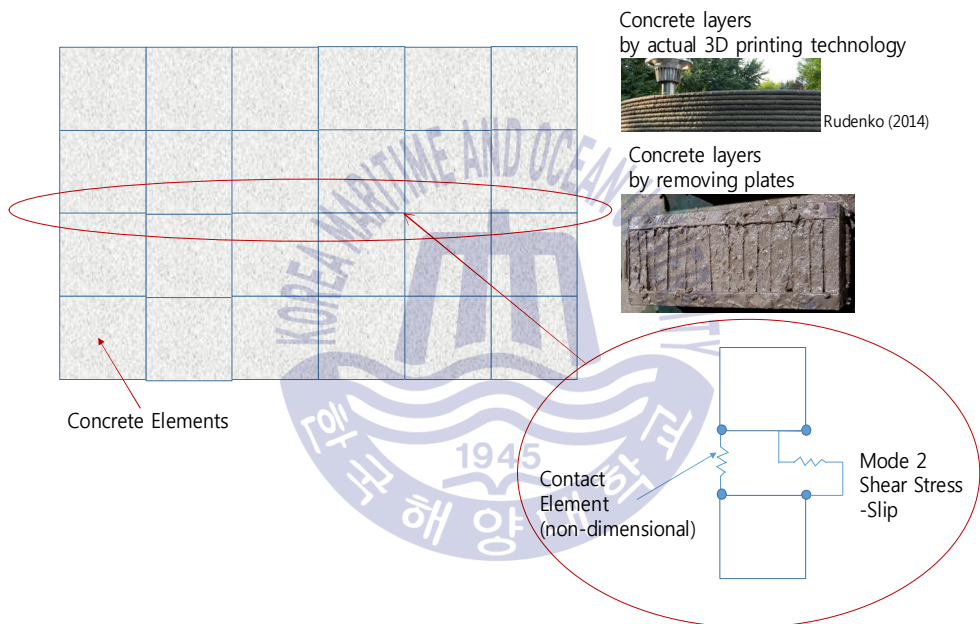 Concrete layers
by actual 3D printing technology
Rudenko (2014)
Concrete layers
by removing plates
KOREA MARITIME AND OCEAN UNIVERSITY
Concrete Elements
1945
한국해양대학교
Contact
Element
(non-dimensional)
Mode 2
Shear Stress
-Slip